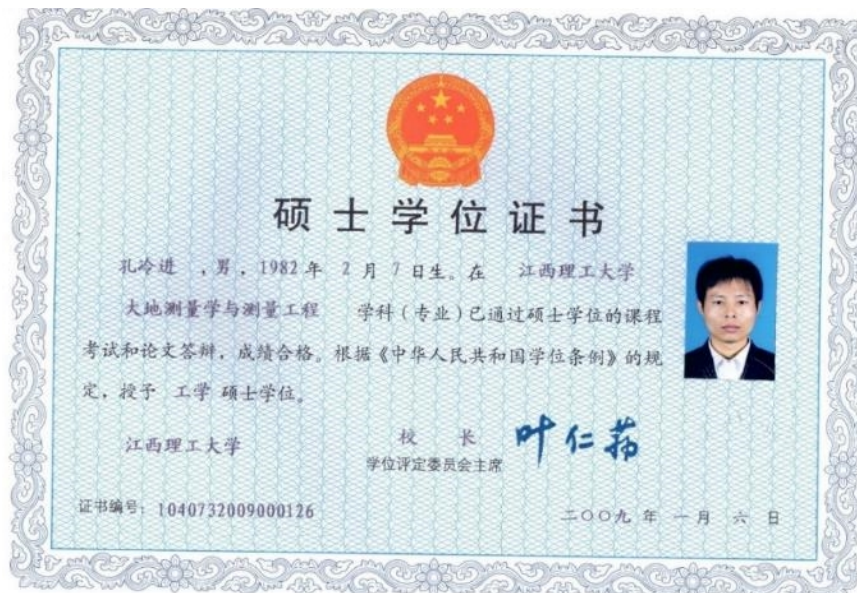 硕士学位证书
孔冷进 ，男，1982年 2月 7日生。在 江西理工大学
大地测量学与测量工程 学科（专业）已通过硕士学位的课程
考试和论文答辩，成绩合格。根据《中华人民共和国学位条例》的规
定，授予 工学 硕士学位。
江西理工大学
校 长 叶仁荪
学位评定委员会主席
证书编号：1040732009000126
二〇〇九 年 一 月 六 日